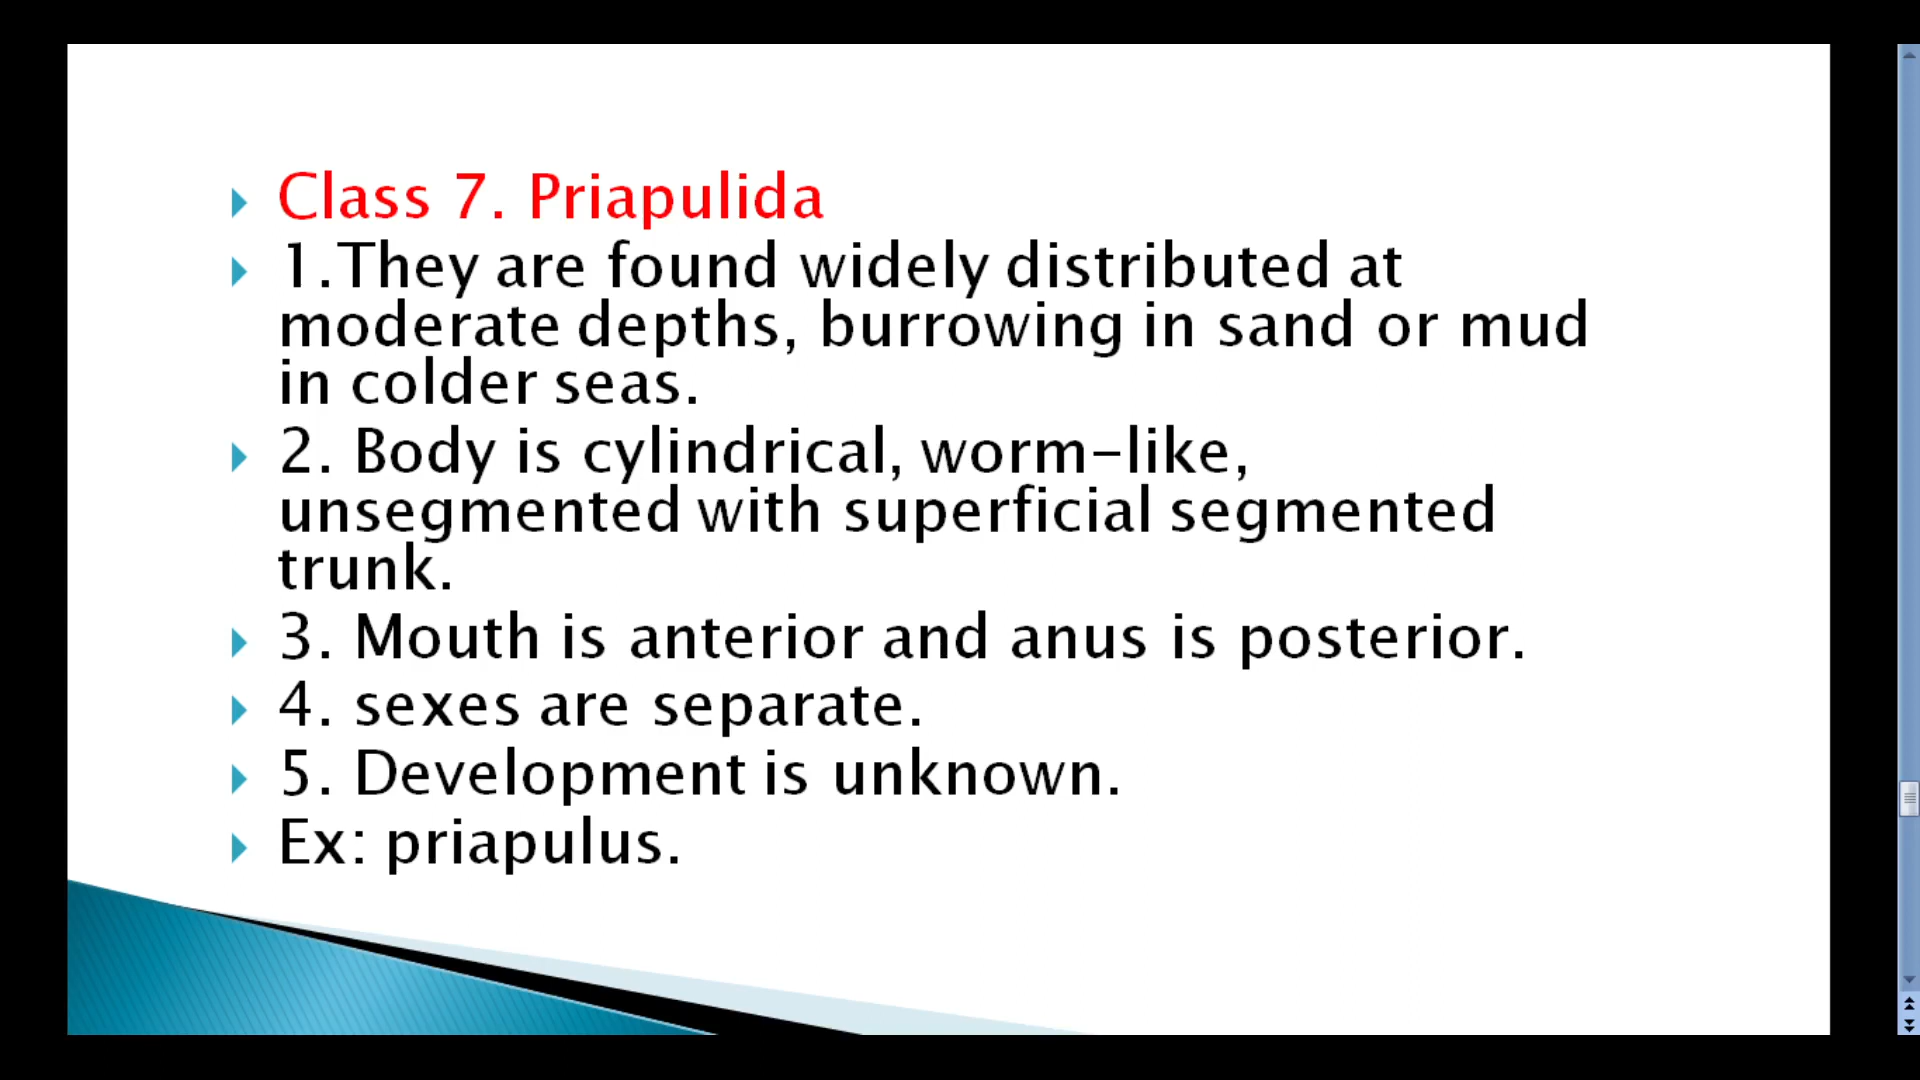 Class 7. Priapulida
1.They are found widely distributed at
moderate depths, burrowing in sand or mud
in colder seas.
2. Body is cylindrical, worm-like,
unsegmented with superficial segmented
trunk.
3. Mouth is anterior and anus is posterior.
4. sexes are separate.
5. Development is unknown.
Ex: priapulus.